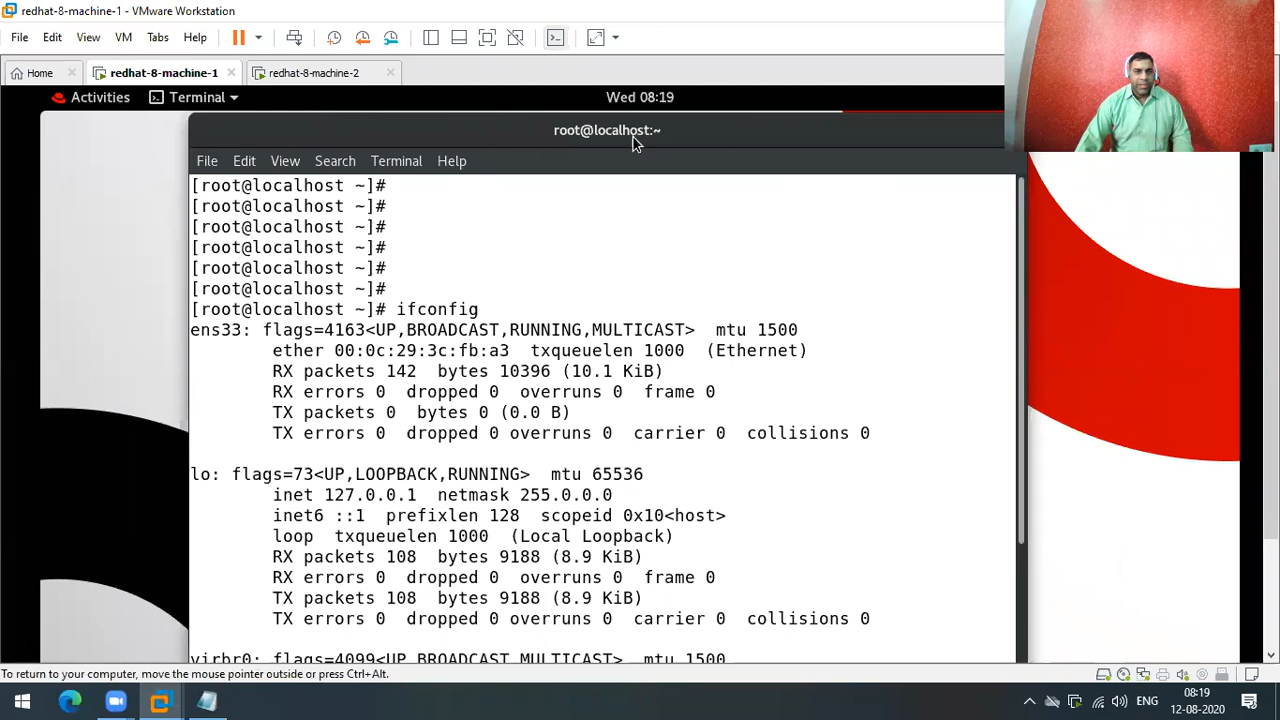 redhat-8-machine-1 - VMware Workstation
File Edit View VM Tabs Help
Home redhat-8-machine-1 redhat-8-machine-2
Activities Terminal Wed 08:19
root@localhost:~
File Edit View Search Terminal Help
[root@localhost ~]#
[root@localhost ~]#
[root@localhost ~]#
[root@localhost ~]#
[root@localhost ~]#
[root@localhost ~]#
[root@localhost ~]# ifconfig
ens33: flags=4163<UP,BROADCAST,RUNNING,MULTICAST>  mtu 1500
        ether 00:0c:29:3c:fb:a3  txqueuelen 1000  (Ethernet)
        RX packets 142  bytes 10396 (10.1 KiB)
        RX errors 0  dropped 0  overruns 0  frame 0
        TX packets 0  bytes 0 (0.0 B)
        TX errors 0  dropped 0 overruns 0  carrier 0  collisions 0
lo: flags=73<UP,LOOPBACK,RUNNING>  mtu 65536
        inet 127.0.0.1  netmask 255.0.0.0
        inet6 ::1  prefixlen 128  scopeid 0x10<host>
        loop  txqueuelen 1000  (Local Loopback)
        RX packets 108  bytes 9188 (8.9 KiB)
        RX errors 0  dropped 0  overruns 0  frame 0
        TX packets 108  bytes 9188 (8.9 KiB)
        TX errors 0  dropped 0 overruns 0  carrier 0  collisions 0
virbr0: flags=4099<UP,BROADCAST,MULTICAST>  mtu 1500
To return to your computer, move the mouse pointer outside or press Ctrl+Alt.
ENG 08:19
12-08-2020